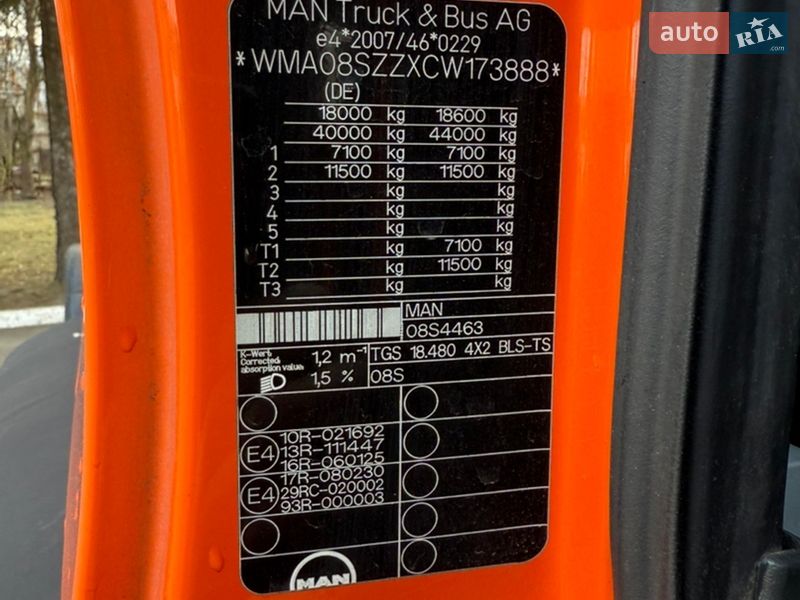 MAN Truck & Bus AG
e4*2007/46*0229
*WMA08SZZXCW173888*
(DE)
18000 kg 18600 kg
40000 kg 44000 kg
1 7100 kg 7100 kg
2 11500 kg 11500 kg
3 kg kg
4 kg kg
5 kg kg
T1 kg 7100 kg
T2 kg 11500 kg
T3 kg kg
MAN
08S4463
K-Wert
Corrected
absorption value
1,2 m-1
1,5 %
TGS 18.480 4X2 BLS-TS
08S
E4
10R-021692
13R-111447
16R-060125
E4
17R-080230
29RC-020002
93R-000003
MAN
auto RIA
.com